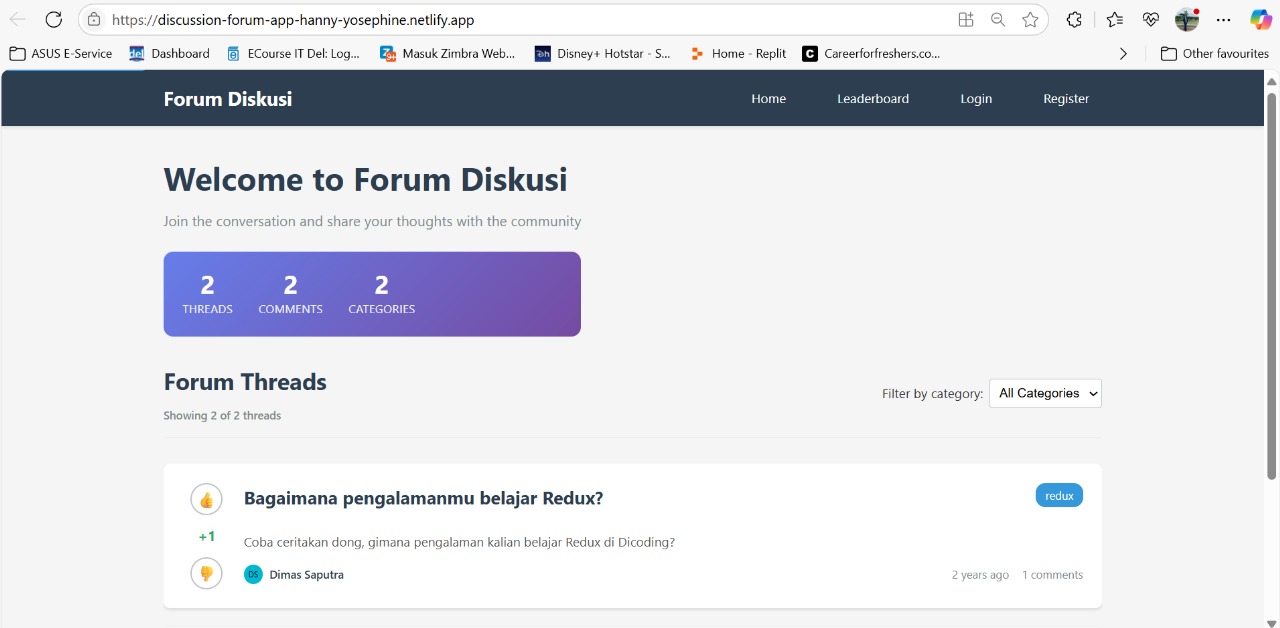 https://discussion-forum-app-hanny-yosephine.netlify.app
ASUS E-Service
del
Dashboard
ECourse IT Del: Log...
Masuk Zimbra Web...
Disney+ Hotstar - S...
Home - Replit
C
Careerforfreshers.co...
Other favourites
Forum Diskusi
Home
Leaderboard
Login
Register
Welcome to Forum Diskusi
Join the conversation and share your thoughts with the community
2
2
2
THREADS
COMMENTS
CATEGORIES
Forum Threads
Filter by category:
All Categories
Showing 2 of 2 threads
Bagaimana pengalamanmu belajar Redux?
redux
+1
Coba ceritakan dong, gimana pengalaman kalian belajar Redux di Dicoding?
DS
Dimas Saputra
2 years ago
1 comments